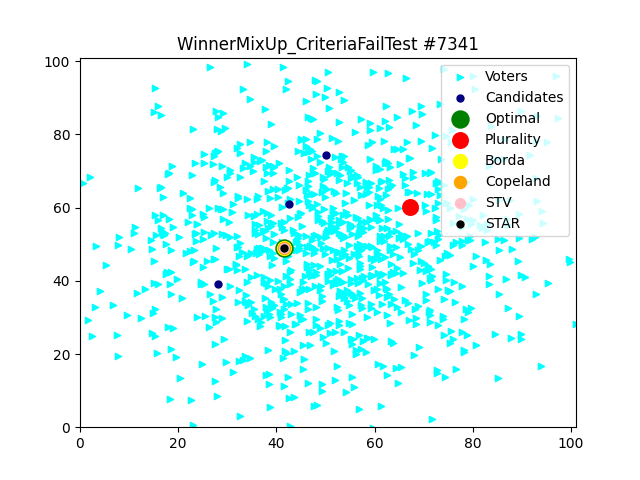 WinnerMixUp_CriteriaFailTest #7341
100
80
60
40
20
0
0
20
40
60
80
100
Voters
Candidates
Optimal
Plurality
Borda
Copeland
STV
STAR